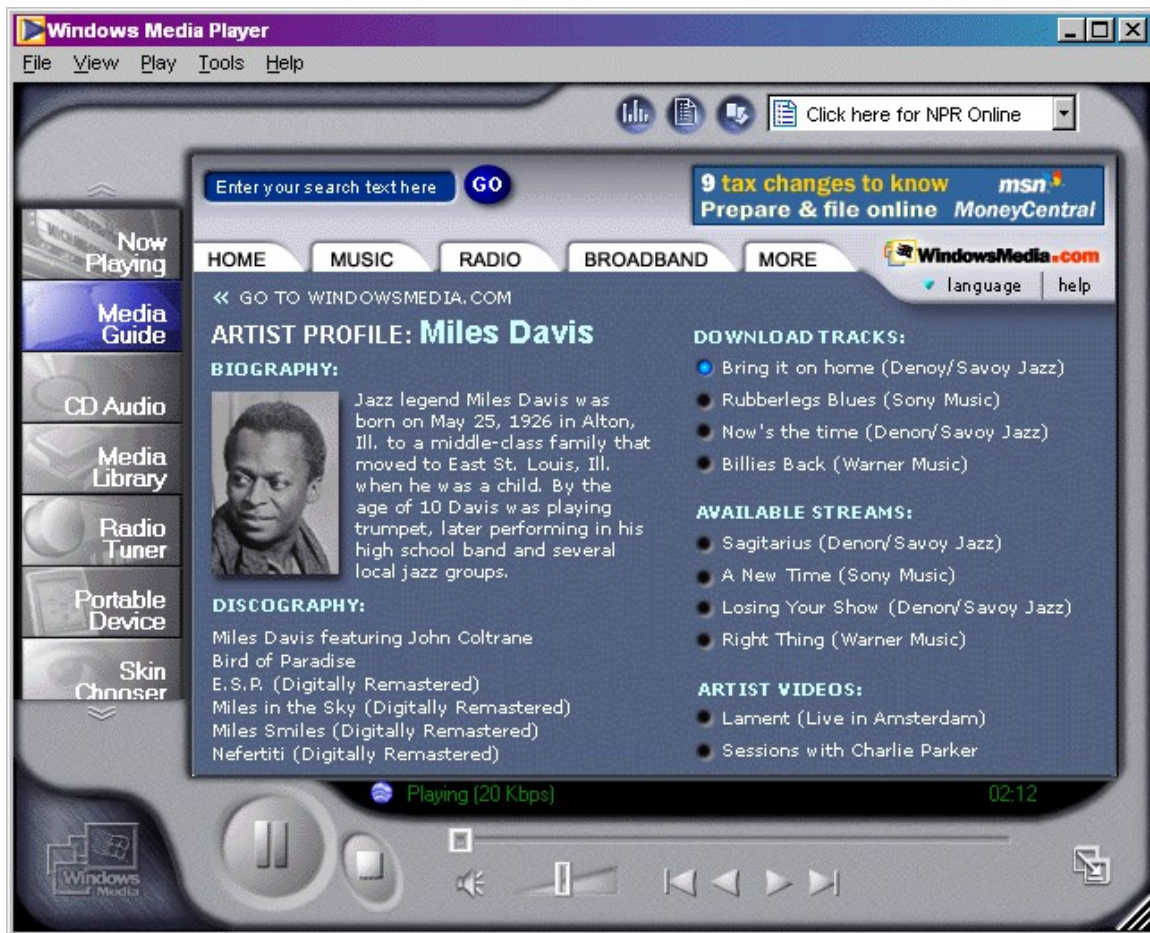 Windows Media Player
File View Play Tools Help
Click here for NPR Online
Enter your search text here GO
9 tax changes to know msn
Prepare & file online MoneyCentral
Now
Playing
Media
Guide
CD Audio
Media
Library
Radio
Tuner
Portable
Device
Skin
Chooser
HOME MUSIC RADIO BROADBAND MORE WindowsMedia.com
language help
« GO TO WINDOWSMEDIA.COM
ARTIST PROFILE: Miles Davis
BIOGRAPHY:
Jazz legend Miles Davis was
born on May 25, 1926 in Alton,
Ill. to a middle-class family that
moved to East St. Louis, Ill.
when he was a child. By the
age of 10 Davis was playing
trumpet, later performing in his
high school band and several
local jazz groups.
DISCOGRAPHY:
Miles Davis featuring John Coltrane
Bird of Paradise
E.S.P. (Digitally Remastered)
Miles in the Sky (Digitally Remastered)
Miles Smiles (Digitally Remastered)
Nefertiti (Digitally Remastered)
DOWNLOAD TRACKS:
Bring it on home (Denoy/Savoy Jazz)
Rubberlegs Blues (Sony Music)
Now's the time (Denon/Savoy Jazz)
Billies Back (Warner Music)
AVAILABLE STREAMS:
Sagitarius (Denon/Savoy Jazz)
A New Time (Sony Music)
Losing Your Show (Denon/Savoy Jazz)
Right Thing (Warner Music)
ARTIST VIDEOS:
Lament (Live in Amsterdam)
Sessions with Charlie Parker
Playing (20 Kbps) 02:12
Windows
Media